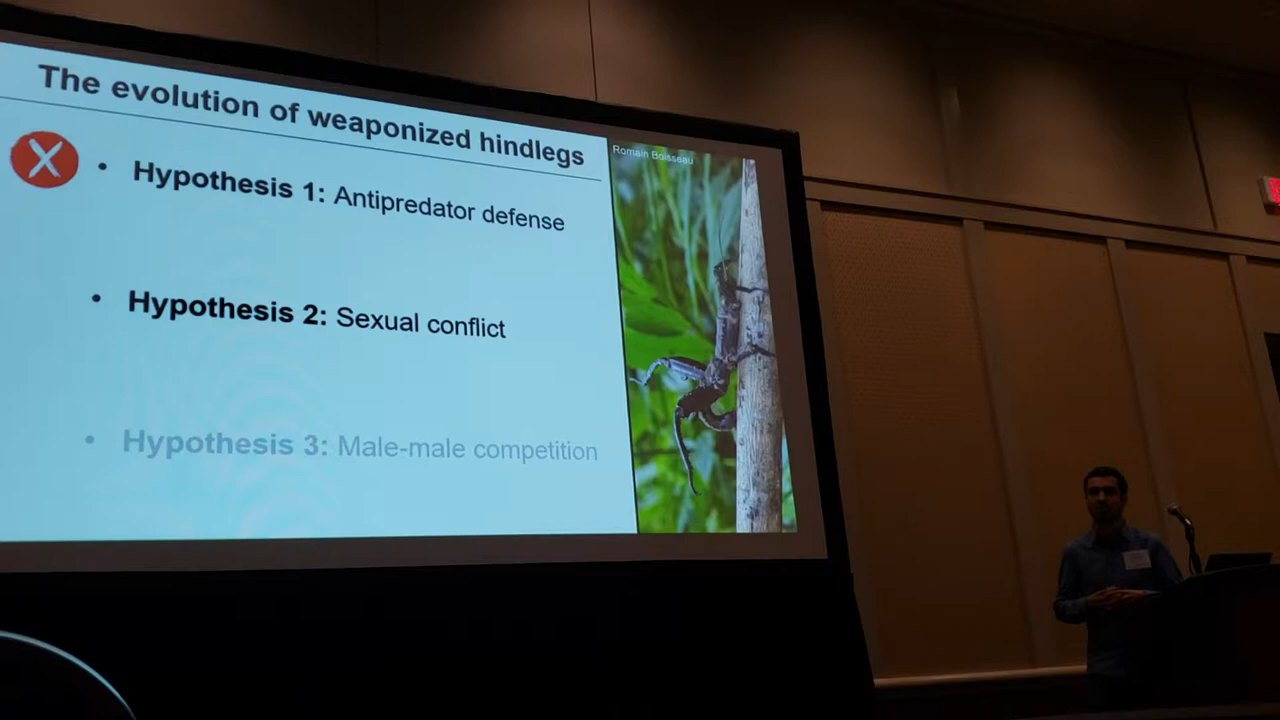 The evolution of weaponized hindlegs
Romain Boisseau
• Hypothesis 1: Antipredator defense
• Hypothesis 2: Sexual conflict
• Hypothesis 3: Male-male competition